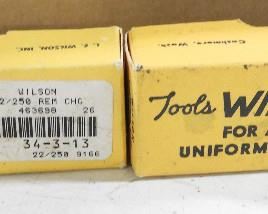 L. E. WILSON, INC.
WILSON
22/250 REM CHG
463698 26
34-3-13
22/250 9166
Cashmere, Wash.
Tools
FOR
UNIFORM